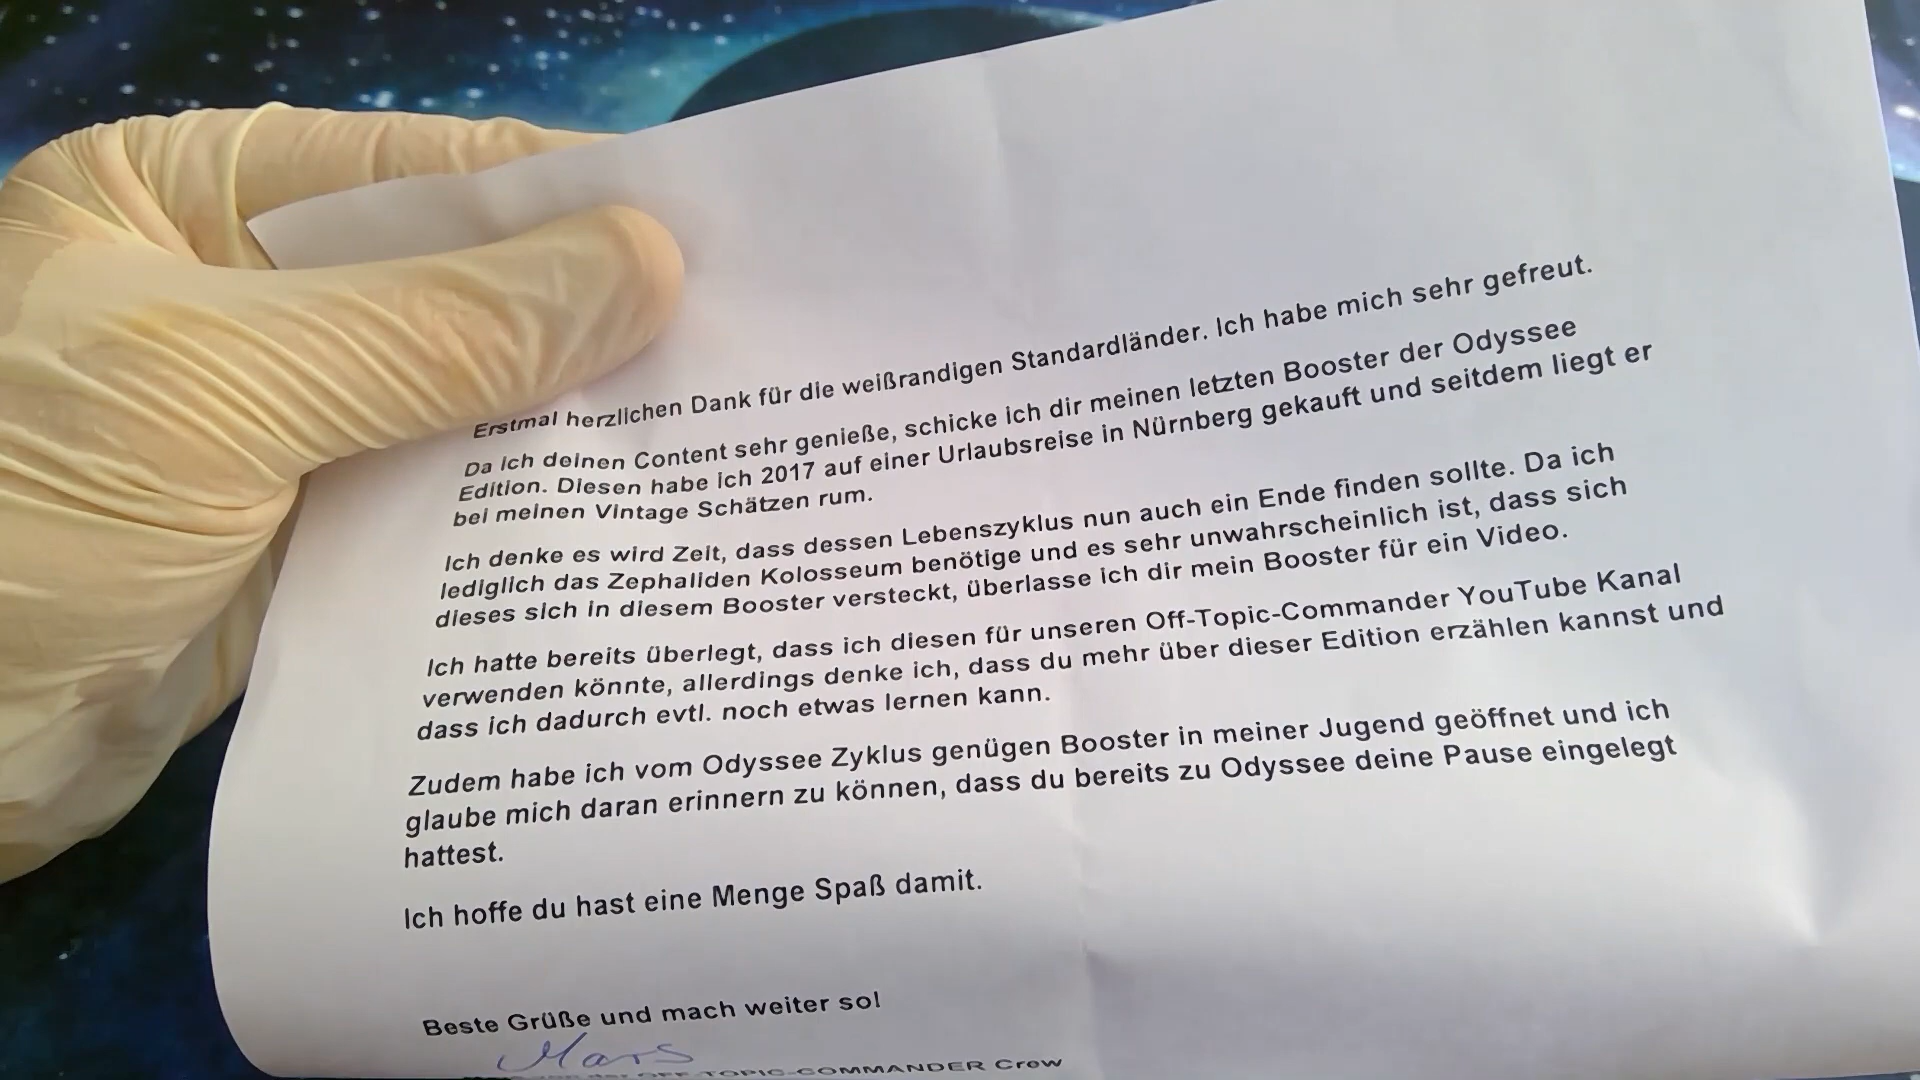 Erstmal herzlichen Dank für die weißrandigen Standardländer. Ich habe mich sehr gefreut.
Da ich deinen Content sehr genieße, schicke ich dir meinen letzten Booster der Odyssee
Edition. Diesen habe ich 2017 auf einer Urlaubsreise in Nürnberg gekauft und seitdem liegt er
bei meinen Vintage Schätzen rum.
Ich denke es wird Zeit, dass dessen Lebenszyklus nun auch ein Ende finden sollte. Da ich
lediglich das Zephaliden Kolosseum benötige und es sehr unwahrscheinlich ist, dass sich
dieses sich in diesem Booster versteckt, überlasse ich dir mein Booster für ein Video.
Ich hatte bereits überlegt, dass ich diesen für unseren Off-Topic-Commander YouTube Kanal
verwenden könnte, allerdings denke ich, dass du mehr über dieser Edition erzählen kannst und
dass ich dadurch evtl. noch etwas lernen kann.
Zudem habe ich vom Odyssee Zyklus genügen Booster in meiner Jugend geöffnet und ich
glaube mich daran erinnern zu können, dass du bereits zu Odyssee deine Pause eingelegt
hattest.
Ich hoffe du hast eine Menge Spaß damit.
Beste Grüße und mach weiter so!
Mars
OFF-TOPIC-COMMANDER Crew